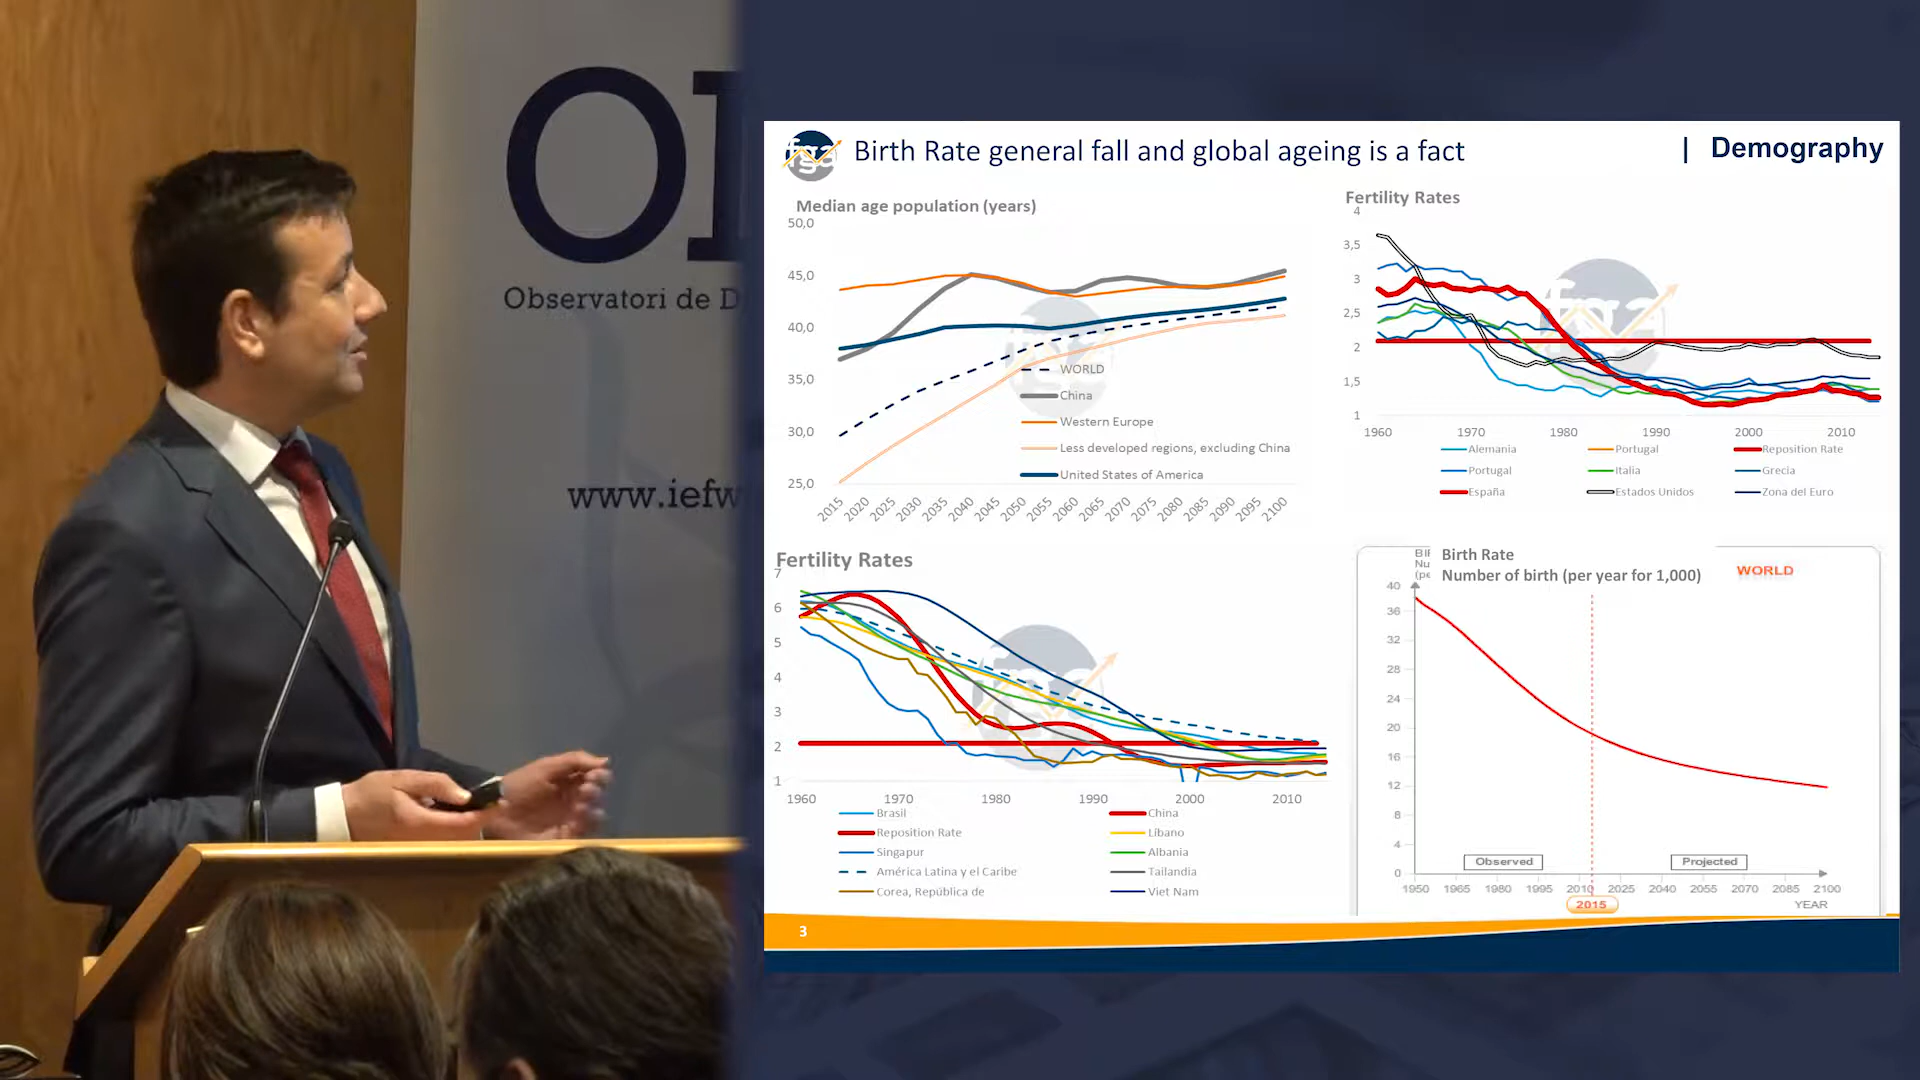 Observatori de D
www.iefw
fga
Birth Rate general fall and global ageing is a fact
| Demography
Median age population (years)
50,0
45,0
40,0
35,0
30,0
25,0
WORLD
China
Western Europe
Less developed regions, excluding China
United States of America
2015 2020 2025 2030 2035 2040 2045 2050 2055 2060 2065 2070 2075 2080 2085 2090 2095 2100
Fertility Rates
4
3,5
3
2,5
2
1,5
1
1960 1970 1980 1990 2000 2010
Alemania Portugal Reposition Rate
Portugal Italia Grecia
España Estados Unidos Zona del Euro
Fertility Rates
7
6
5
4
3
2
1
1960 1970 1980 1990 2000 2010
Brasil China
Reposition Rate Líbano
Singapur Albania
América Latina y el Caribe Tailandia
Corea, República de Viet Nam
Birth Rate
Number of birth (per year for 1,000)
WORLD
40
36
32
28
24
20
16
12
8
4
0
Observed Projected
1950 1965 1980 1995 2010 2025 2040 2055 2070 2085 2100
2015
YEAR
3